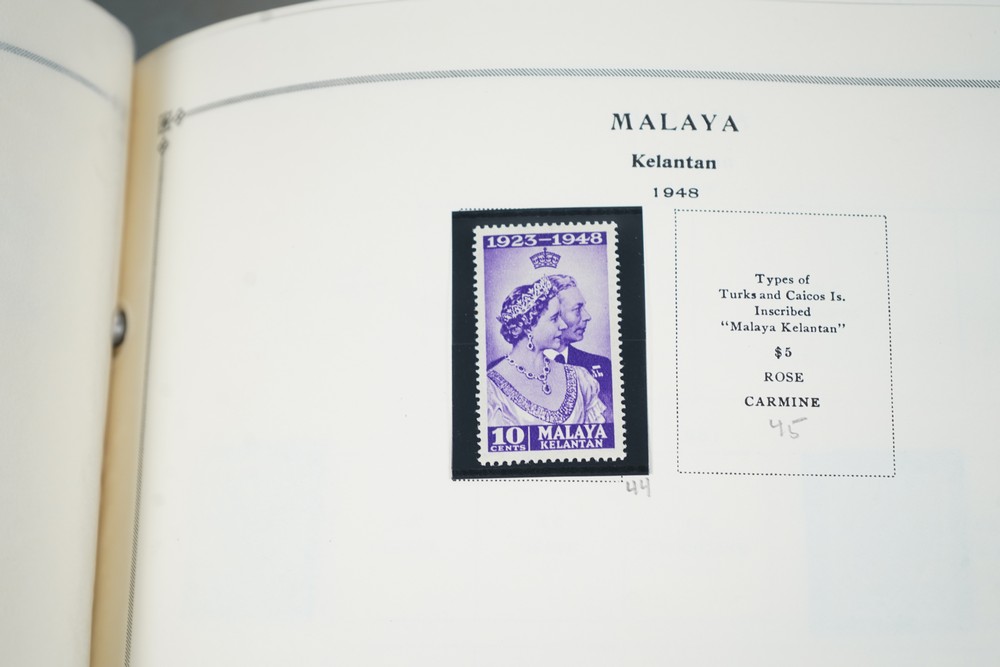 MALAYA
Kelantan
1948
1923-1948
10
CENTS
MALAYA
KELANTAN
44
Types of
Turks and Caicos Is.
Inscribed
"Malaya Kelantan"
$5
ROSE
CARMINE
45